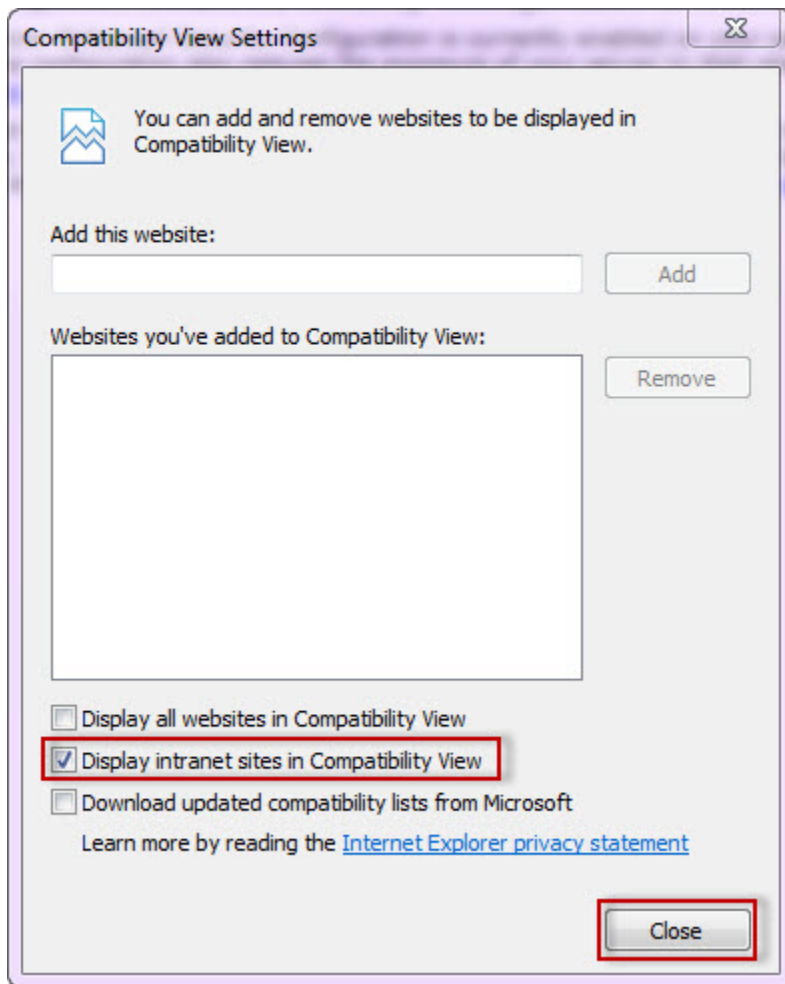 Compatibility View Settings
You can add and remove websites to be displayed in
Compatibility View.
Add this website:
Add
Websites you've added to Compatibility View:
Remove
Display all websites in Compatibility View
Display intranet sites in Compatibility View
Download updated compatibility lists from Microsoft
Learn more by reading the Internet Explorer privacy statement
Close